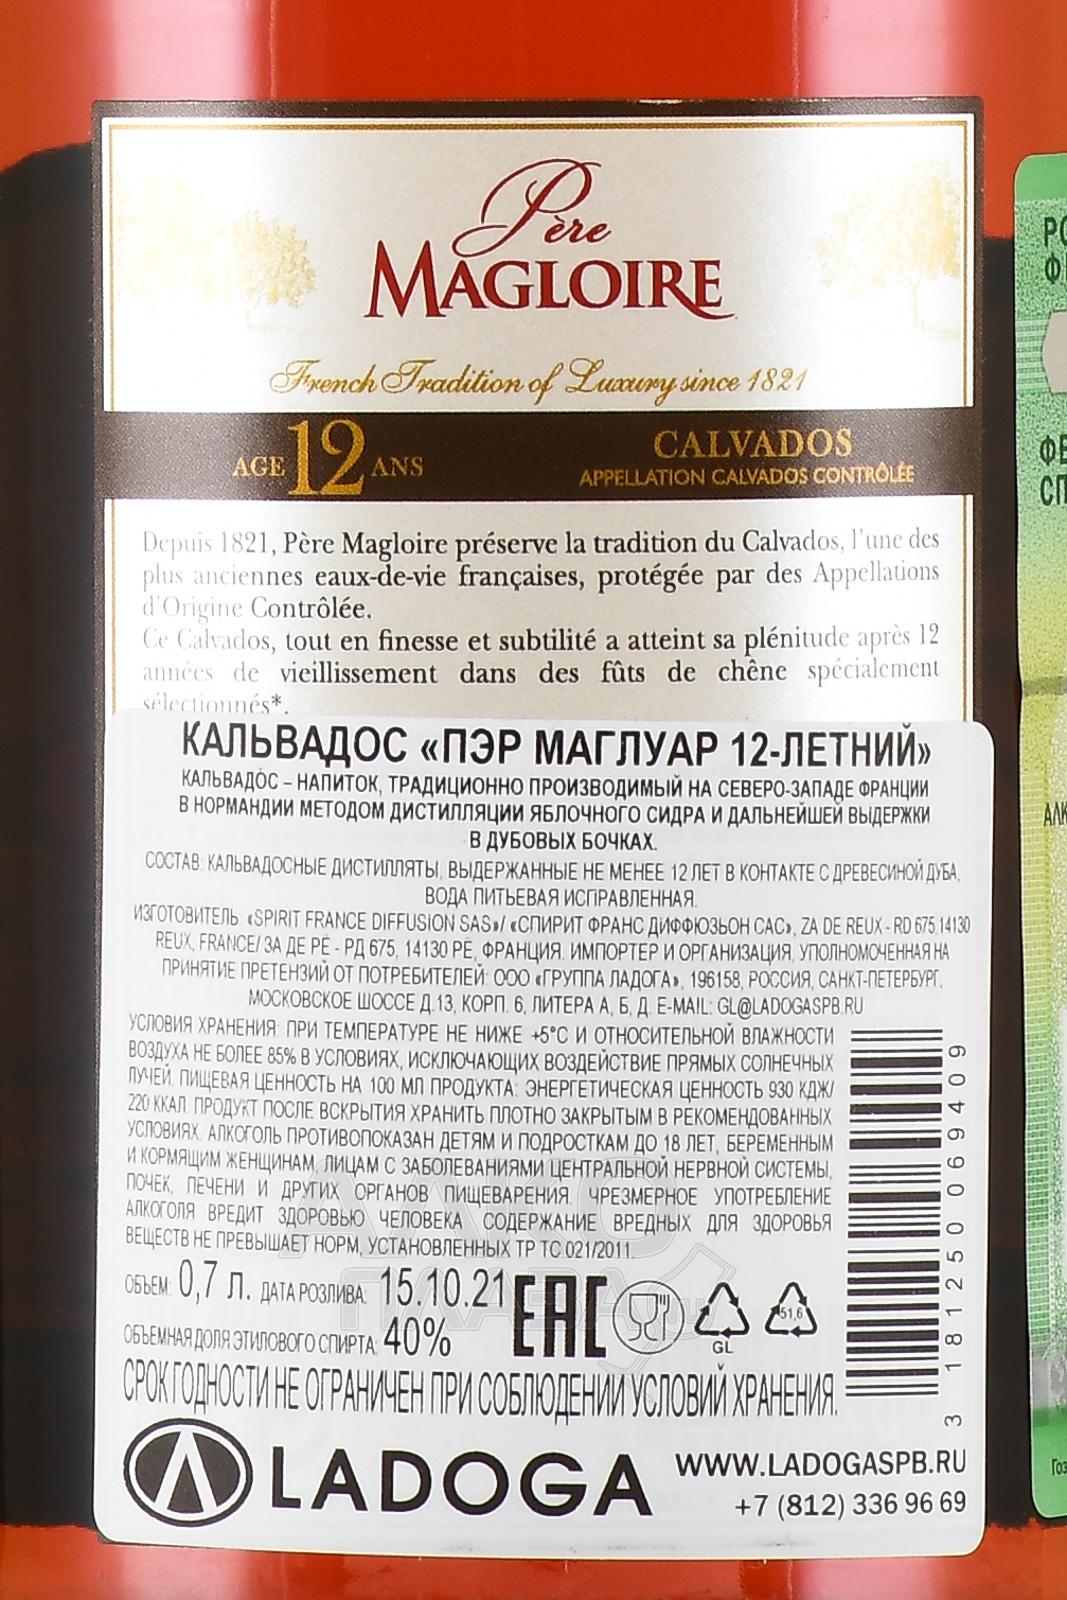 Père
MAGLOIRE
French Tradition of Luxury since 1821
AGE 12 ANS
CALVADOS
APPELLATION CALVADOS CONTRÔLÉE
Depuis 1821, Père Magloire préserve la tradition du Calvados, l'une des
plus anciennes eaux-de-vie françaises, protégée par des Appellations
d'Origine Contrôlée.
Ce Calvados, tout en finesse et subtilité a atteint sa plénitude après 12
années de vieillissement dans des fûts de chêne spécialement
sélectionnés*.
КАЛЬВАДОС «ПЭР МАГЛУАР 12-ЛЕТНИЙ»
КАЛЬВАДОС – НАПИТОК, ТРАДИЦИОННО ПРОИЗВОДИМЫЙ НА СЕВЕРО-ЗАПАДЕ ФРАНЦИИ
В НОРМАНДИИ МЕТОДОМ ДИСТИЛЛЯЦИИ ЯБЛОЧНОГО СИДРА И ДАЛЬНЕЙШЕЙ ВЫДЕРЖКИ
В ДУБОВЫХ БОЧКАХ.
СОСТАВ: КАЛЬВАДОСНЫЕ ДИСТИЛЛЯТЫ, ВЫДЕРЖАННЫЕ НЕ МЕНЕЕ 12 ЛЕТ В КОНТАКТЕ С ДРЕВЕСИНОЙ ДУБА,
ВОДА ПИТЬЕВАЯ ИСПРАВЛЕННАЯ.
ИЗГОТОВИТЕЛЬ: «SPIRIT FRANCE DIFFUSION SAS»/ «СПИРИТ ФРАНС ДИФФЮЗЬОН САС», ZA DE REUX - RD 675, 14130
REUX, FRANCE/ ЗА ДЕ РЕ - РД 675, 14130 РЕ, ФРАНЦИЯ. ИМПОРТЕР И ОРГАНИЗАЦИЯ, УПОЛНОМОЧЕННАЯ НА
ПРИНЯТИЕ ПРЕТЕНЗИЙ ОТ ПОТРЕБИТЕЛЕЙ: ООО «ГРУППА ЛАДОГА», 196158, РОССИЯ, САНКТ-ПЕТЕРБУРГ,
МОСКОВСКОЕ ШОССЕ Д.13, КОРП. 6, ЛИТЕРА А, Б, Д. E-MAIL: GL@LADOGASPB.RU
УСЛОВИЯ ХРАНЕНИЯ: ПРИ ТЕМПЕРАТУРЕ НЕ НИЖЕ +5°С И ОТНОСИТЕЛЬНОЙ ВЛАЖНОСТИ
ВОЗДУХА НЕ БОЛЕЕ 85% В УСЛОВИЯХ, ИСКЛЮЧАЮЩИХ ВОЗДЕЙСТВИЕ ПРЯМЫХ СОЛНЕЧНЫХ
ЛУЧЕЙ. ПИЩЕВАЯ ЦЕННОСТЬ НА 100 МЛ ПРОДУКТА: ЭНЕРГЕТИЧЕСКАЯ ЦЕННОСТЬ 930 КДЖ/
220 ККАЛ. ПРОДУКТ ПОСЛЕ ВСКРЫТИЯ ХРАНИТЬ ПЛОТНО ЗАКРЫТЫМ В РЕКОМЕНДОВАННЫХ
УСЛОВИЯХ. АЛКОГОЛЬ ПРОТИВОПОКАЗАН ДЕТЯМ И ПОДРОСТКАМ ДО 18 ЛЕТ, БЕРЕМЕННЫМ
И КОРМЯЩИМ ЖЕНЩИНАМ, ЛИЦАМ С ЗАБОЛЕВАНИЯМИ ЦЕНТРАЛЬНОЙ НЕРВНОЙ СИСТЕМЫ,
ПОЧЕК, ПЕЧЕНИ И ДРУГИХ ОРГАНОВ ПИЩЕВАРЕНИЯ. ЧРЕЗМЕРНОЕ УПОТРЕБЛЕНИЕ
АЛКОГОЛЯ ВРЕДИТ ЗДОРОВЬЮ ЧЕЛОВЕКА. СОДЕРЖАНИЕ ВРЕДНЫХ ДЛЯ ЗДОРОВЬЯ
ВЕЩЕСТВ НЕ ПРЕВЫШАЕТ НОРМ, УСТАНОВЛЕННЫХ ТР ТС 021/2011.
ОБЪЕМ: 0,7 Л. ДАТА РОЗЛИВА: 15.10.21
ОБЪЕМНАЯ ДОЛЯ ЭТИЛОВОГО СПИРТА: 40%
EAC
GL
51,6
3 181250 069409
СРОК ГОДНОСТИ НЕ ОГРАНИЧЕН ПРИ СОБЛЮДЕНИИ УСЛОВИЙ ХРАНЕНИЯ.
LADOGA
WWW.LADOGASPB.RU
+7 (812) 336 96 69